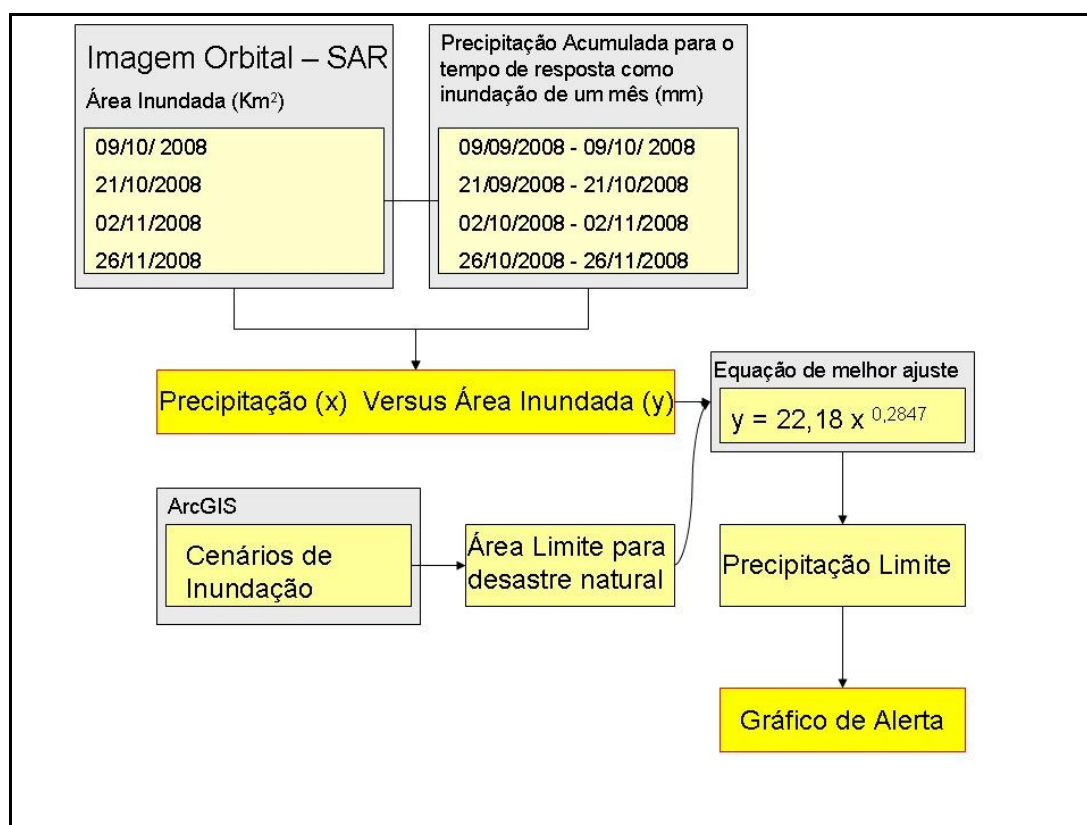 Imagem Orbital – SAR
Área Inundada (Km²)
09/10/ 2008
21/10/2008
02/11/2008
26/11/2008
Precipitação Acumulada para o
tempo de resposta como
inundação de um mês (mm)
09/09/2008 - 09/10/ 2008
21/09/2008 - 21/10/2008
02/10/2008 - 02/11/2008
26/10/2008 - 26/11/2008
Precipitação (x) Versus Área Inundada (y)
Equação de melhor ajuste
y = 22,18 x 0,2847
ArcGIS
Cenários de
Inundação
Área Limite para
desastre natural
Precipitação Limite
Gráfico de Alerta